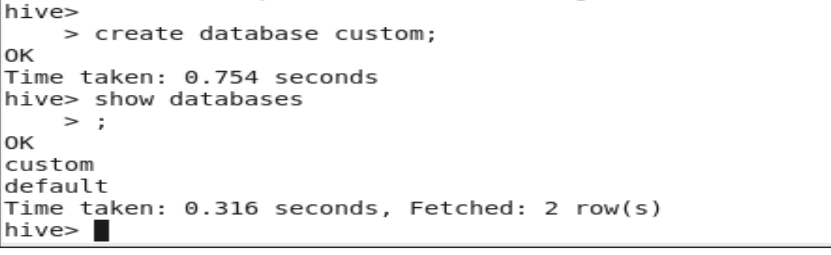 hive>
    > create database custom;
OK
Time taken: 0.754 seconds
hive> show databases
    > ;
OK
custom
default
Time taken: 0.316 seconds, Fetched: 2 row(s)
hive>